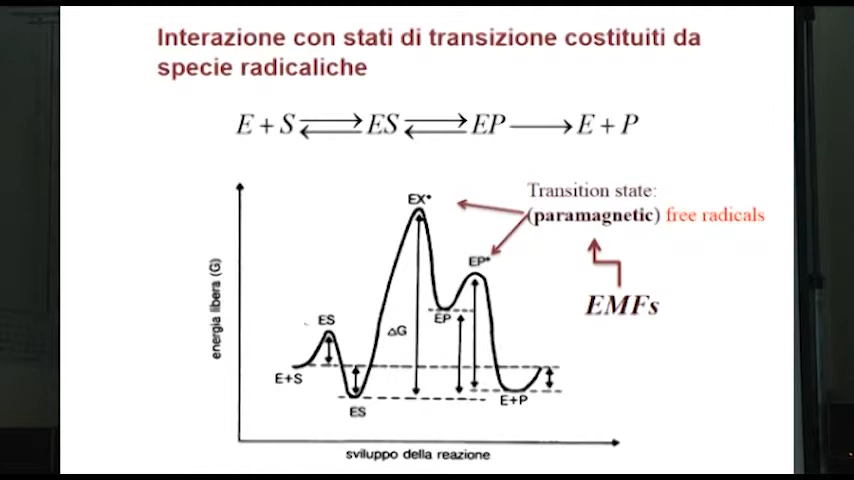 Interazione con stati di transizione costituiti da
specie radicaliche
E + S ⇌ ES ⇌ EP ⟶ E + P
Transition state:
(paramagnetic) free radicals
EMFs
EX*
EP*
ES
EP
ΔG
E+S
ES
E+P
energia libera (G)
sviluppo della reazione